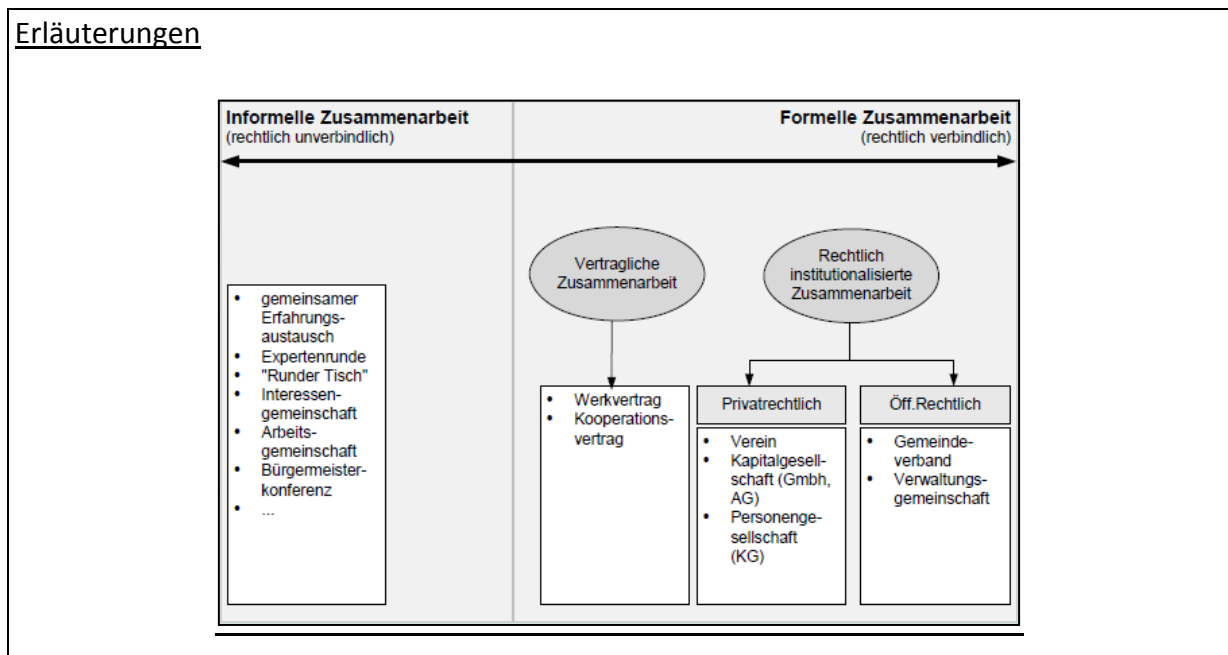 Erläuterungen
Informelle Zusammenarbeit
(rechtlich unverbindlich)
Formelle Zusammenarbeit
(rechtlich verbindlich)
• gemeinsamer
Erfahrungs-
austausch
• Expertenrunde
• "Runder Tisch"
• Interessen-
gemeinschaft
• Arbeits-
gemeinschaft
• Bürgermeister-
konferenz
• ...
Vertragliche
Zusammenarbeit
• Werkvertrag
• Kooperations-
vertrag
Rechtlich
institutionalisierte
Zusammenarbeit
Privatrechtlich
• Verein
• Kapitalgesell-
schaft (Gmbh,
AG)
• Personenge-
sellschaft
(KG)
Öff.Rechtlich
• Gemeinde-
verband
• Verwaltungs-
gemeinschaft